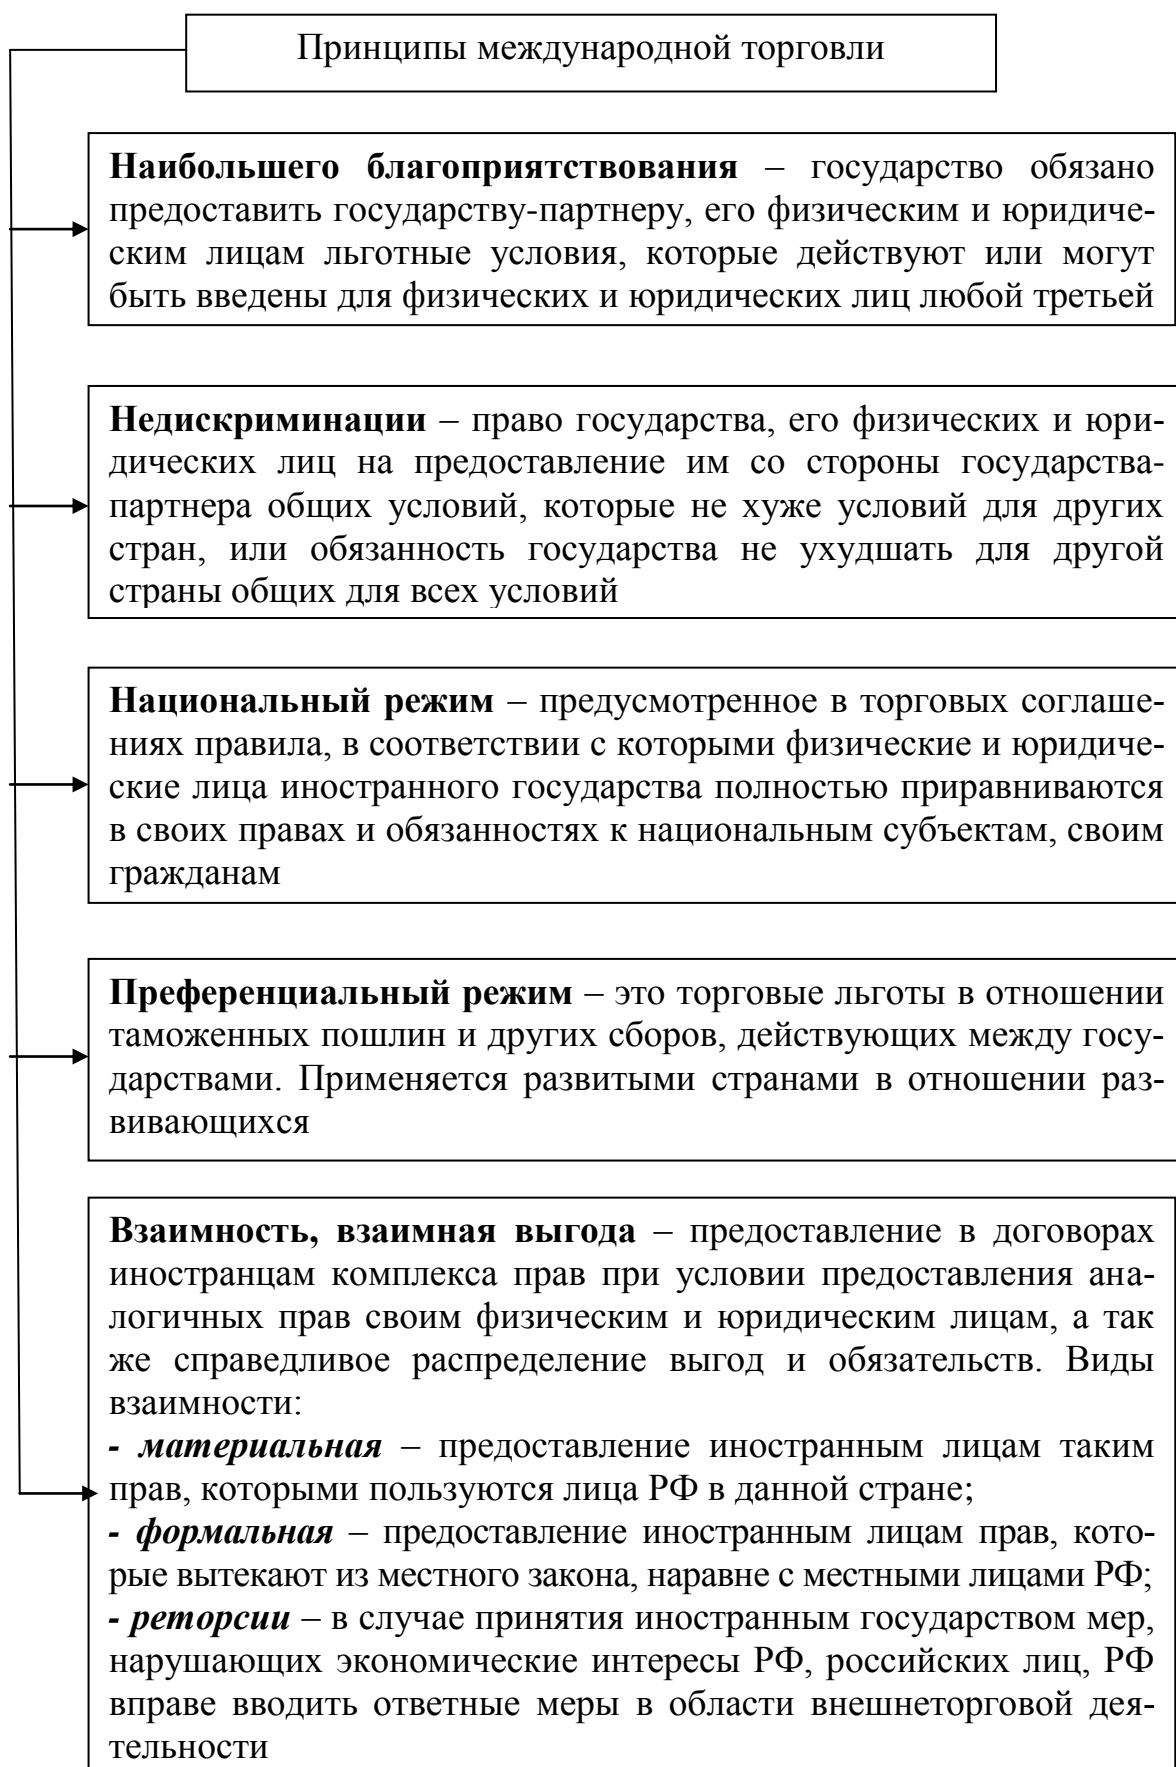 Принципы международной торговли
Наибольшего благоприятствования – государство обязано
предоставить государству-партнеру, его физическим и юридиче-
ским лицам льготные условия, которые действуют или могут
быть введены для физических и юридических лиц любой третьей
Недискриминации – право государства, его физических и юри-
дических лиц на предоставление им со стороны государства-
партнера общих условий, которые не хуже условий для других
стран, или обязанность государства не ухудшать для другой
страны общих для всех условий
Национальный режим – предусмотренное в торговых соглаше-
ниях правила, в соответствии с которыми физические и юридиче-
ские лица иностранного государства полностью приравниваются
в своих правах и обязанностях к национальным субъектам, своим
гражданам
Преференциальный режим – это торговые льготы в отношении
таможенных пошлин и других сборов, действующих между госу-
дарствами. Применяется развитыми странами в отношении раз-
вивающихся
Взаимность, взаимная выгода – предоставление в договорах
иностранцам комплекса прав при условии предоставления ана-
логичных прав своим физическим и юридическим лицам, а так
же справедливое распределение выгод и обязательств. Виды
взаимности:
- материальная – предоставление иностранным лицам таким
прав, которыми пользуются лица РФ в данной стране;
- формальная – предоставление иностранным лицам прав, кото-
рые вытекают из местного закона, наравне с местными лицами РФ;
- реторсии – в случае принятия иностранным государством мер,
нарушающих экономические интересы РФ, российских лиц, РФ
вправе вводить ответные меры в области внешнеторговой дея-
тельности